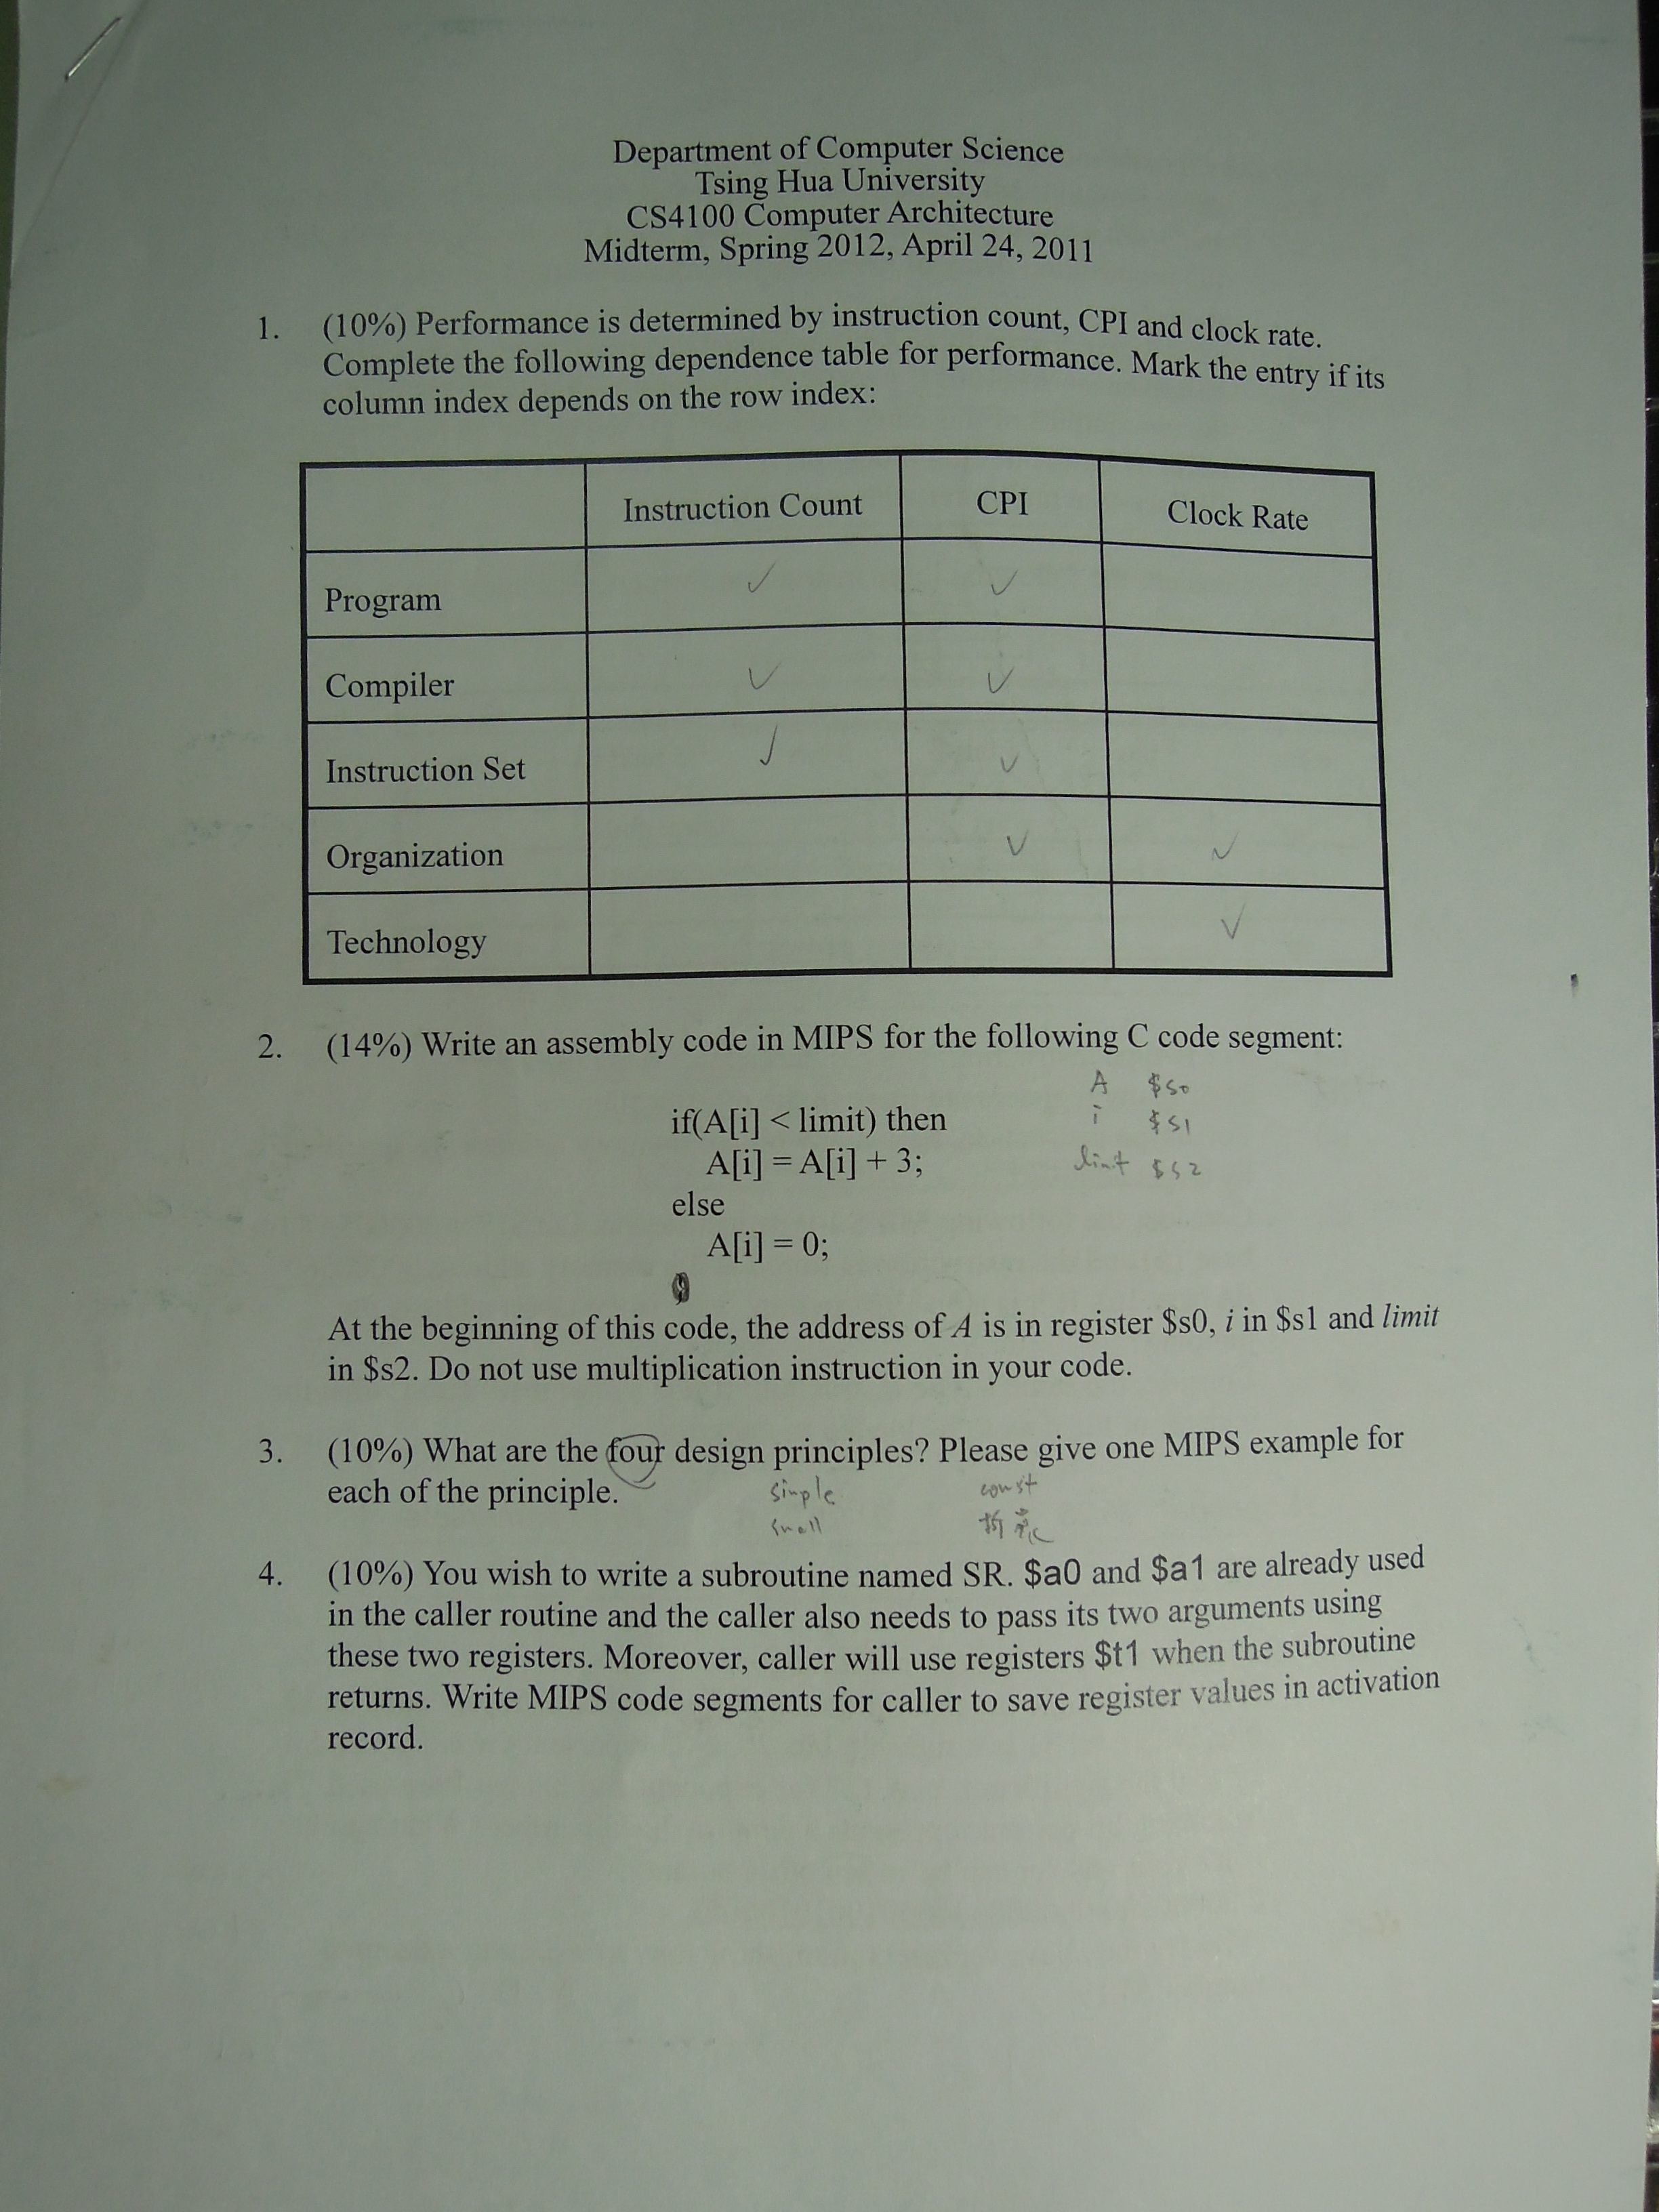 Department of Computer Science
Tsing Hua University
CS4100 Computer Architecture
Midterm, Spring 2012, April 24, 2011
1. (10%) Performance is determined by instruction count, CPI and clock rate.
Complete the following dependence table for performance. Mark the entry if its
column index depends on the row index:
Instruction Count CPI Clock Rate
Program ✓ ✓
Compiler ✓ ✓
Instruction Set ✓ ✓
Organization ✓ ✓
Technology ✓
2. (14%) Write an assembly code in MIPS for the following C code segment:
A $s0
if(A[i] < limit) then i $s1
A[i] = A[i] + 3; limit $s2
else
A[i] = 0;
At the beginning of this code, the address of A is in register $s0, i in $s1 and limit
in $s2. Do not use multiplication instruction in your code.
3. (10%) What are the four design principles? Please give one MIPS example for
each of the principle. simple const
small 折衷
4. (10%) You wish to write a subroutine named SR. $a0 and $a1 are already used
in the caller routine and the caller also needs to pass its two arguments using
these two registers. Moreover, caller will use registers $t1 when the subroutine
returns. Write MIPS code segments for caller to save register values in activation
record.